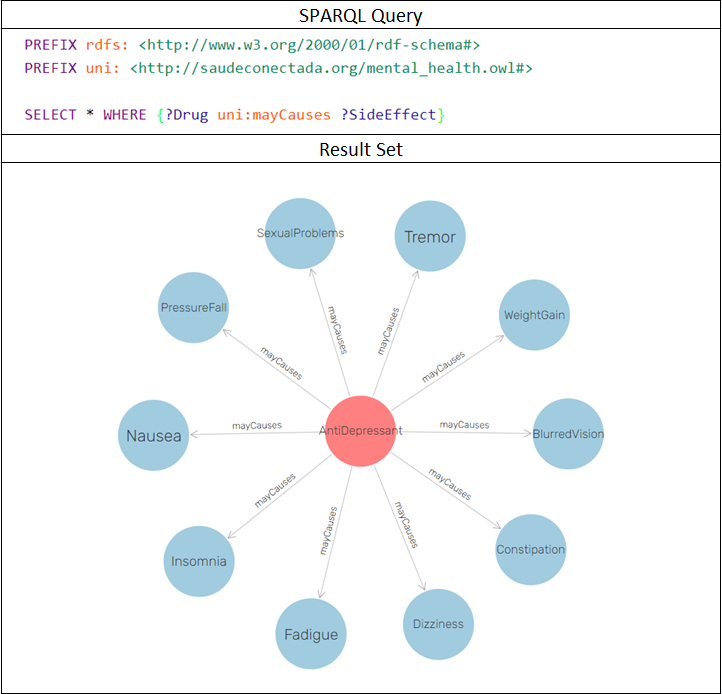 SPARQL Query
PREFIX rdfs: <http://www.w3.org/2000/01/rdf-schema#>
PREFIX uni: <http://saudeconectada.org/mental_health.owl#>
SELECT * WHERE {?Drug uni:mayCauses ?SideEffect}
Result Set
SexualProblems
Tremor
PressureFall
WeightGain
mayCauses
mayCauses
mayCauses
mayCauses
Nausea
mayCauses
AntiDepressant
mayCauses
BlurredVision
mayCauses
mayCauses
mayCauses
mayCauses
Insomnia
Constipation
Fadigue
Dizziness